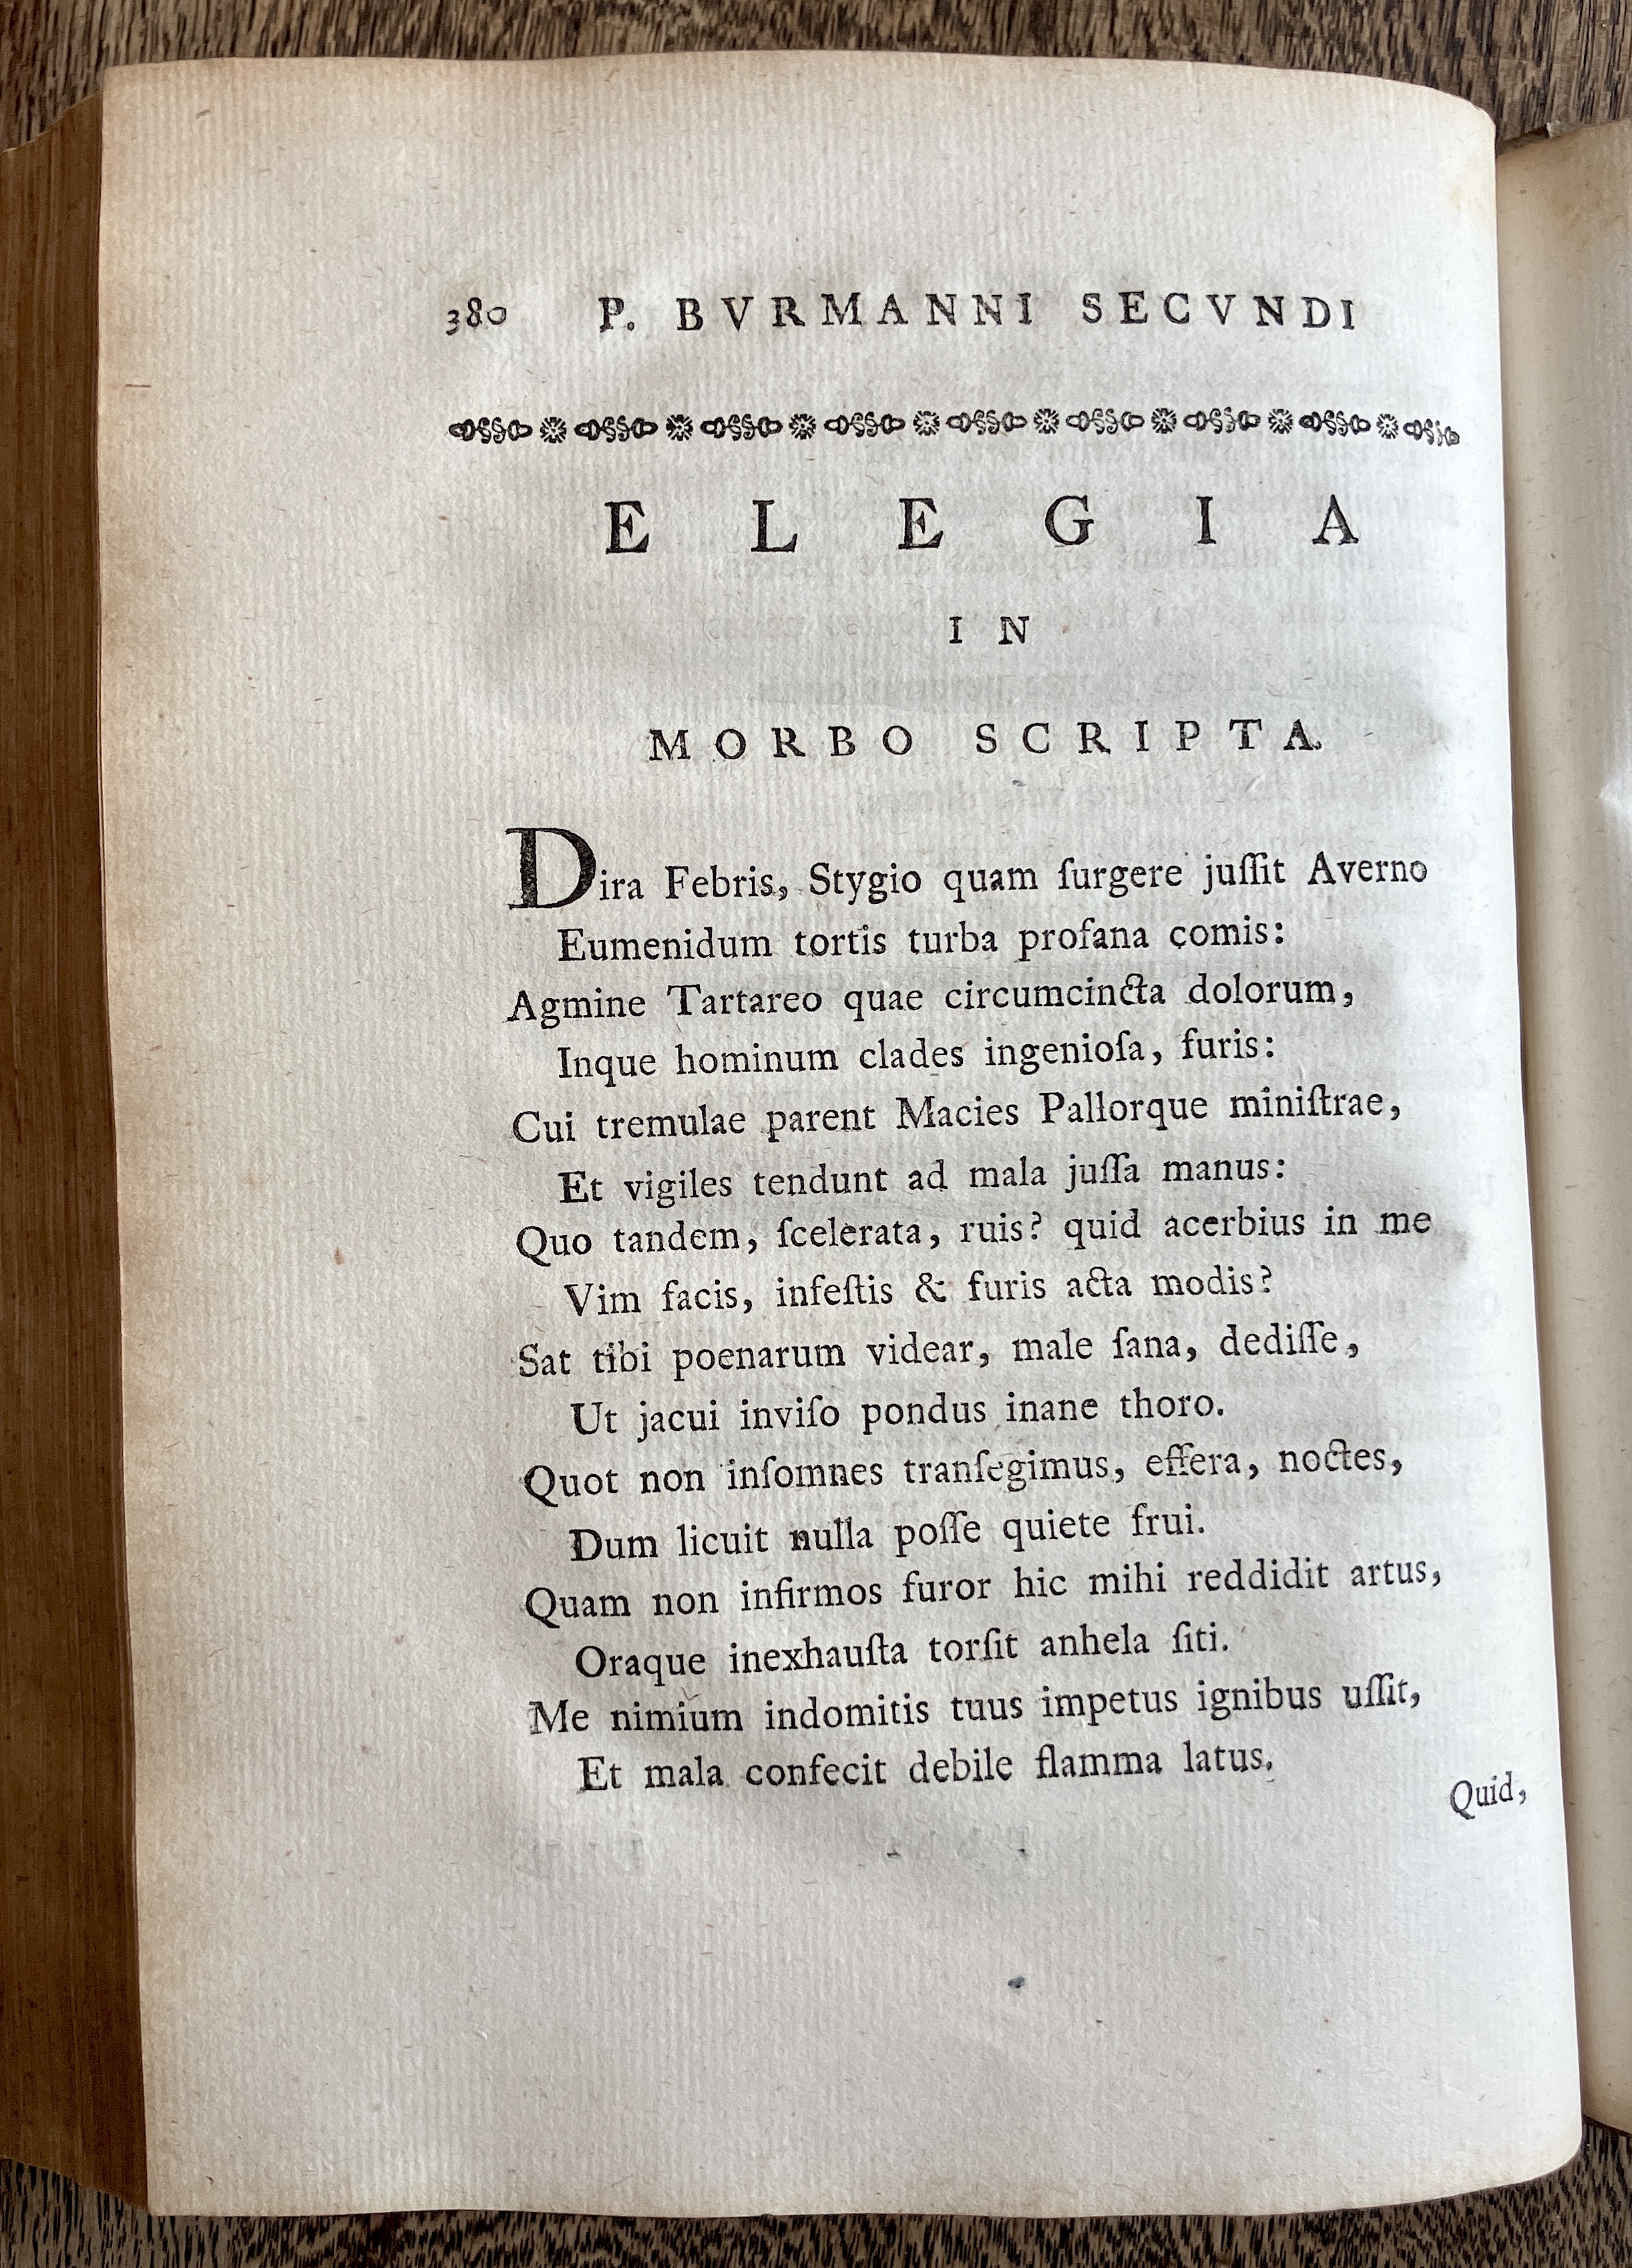 380 P. BVRMANNI SECVNDI
ELEGIA
IN
MORBO SCRIPTA.
Dira Febris, Stygio quam ſurgere juſſit Averno
Eumenidum tortis turba profana comis:
Agmine Tartareo quae circumcincta dolorum,
Inque hominum clades ingenioſa, furis:
Cui tremulae parent Macies Pallorque miniſtrae,
Et vigiles tendunt ad mala juſſa manus:
Quo tandem, ſcelerata, ruis? quid acerbius in me
Vim facis, infeſtis & furis acta modis?
Sat tibi poenarum videar, male ſana, dediſſe,
Ut jacui inviſo pondus inane thoro.
Quot non inſomnes tranſegimus, effera, noctes,
Dum licuit nulla poſſe quiete frui.
Quam non infirmos furor hic mihi reddidit artus,
Oraque inexhauſta torſit anhela ſiti.
Me nimium indomitis tuus impetus ignibus uſſit,
Et mala confecit debile flamma latus.
Quid,